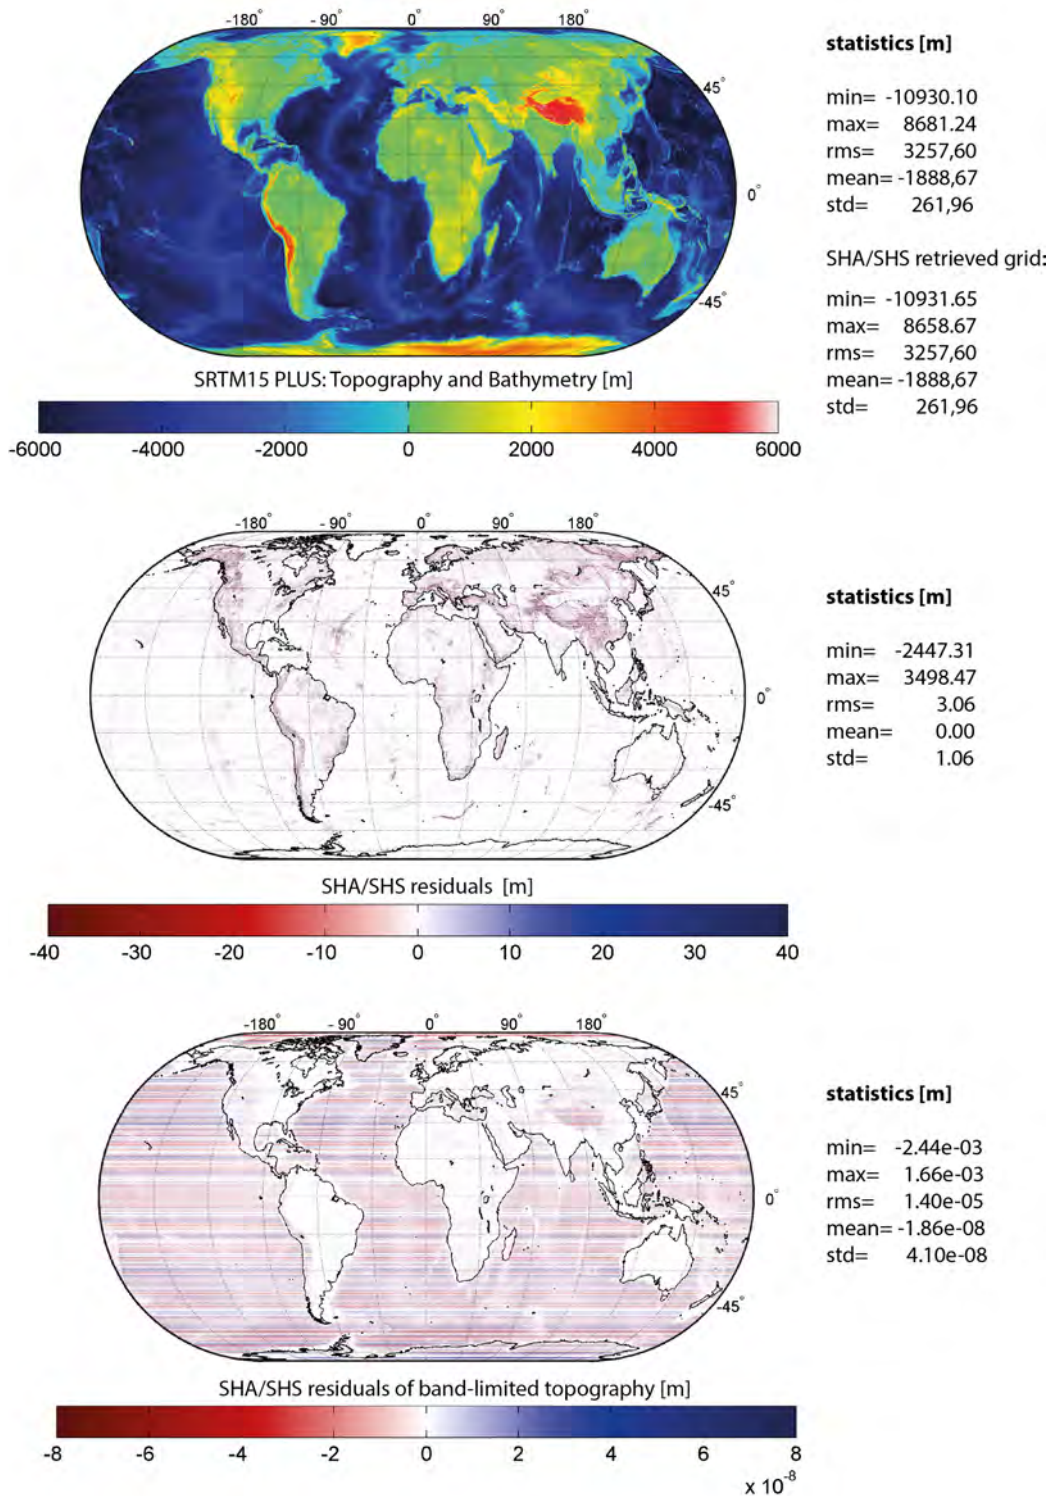 -180° -90° 0° 90° 180°
45°
0°
-45°
statistics [m]
min= -10930.10
max= 8681.24
rms= 3257,60
mean= -1888,67
std= 261,96
SHA/SHS retrieved grid:
min= -10931.65
max= 8658.67
rms= 3257,60
mean= -1888,67
std= 261,96
SRTM15 PLUS: Topography and Bathymetry [m]
-6000 -4000 -2000 0 2000 4000 6000
-180° -90° 0° 90° 180°
45°
0°
-45°
statistics [m]
min= -2447.31
max= 3498.47
rms= 3.06
mean= 0.00
std= 1.06
SHA/SHS residuals [m]
-40 -30 -20 -10 0 10 20 30 40
-180° -90° 0° 90° 180°
45°
0°
-45°
statistics [m]
min= -2.44e-03
max= 1.66e-03
rms= 1.40e-05
mean= -1.86e-08
std= 4.10e-08
SHA/SHS residuals of band-limited topography [m]
-8 -6 -4 -2 0 2 4 6 8
x 10⁻⁸